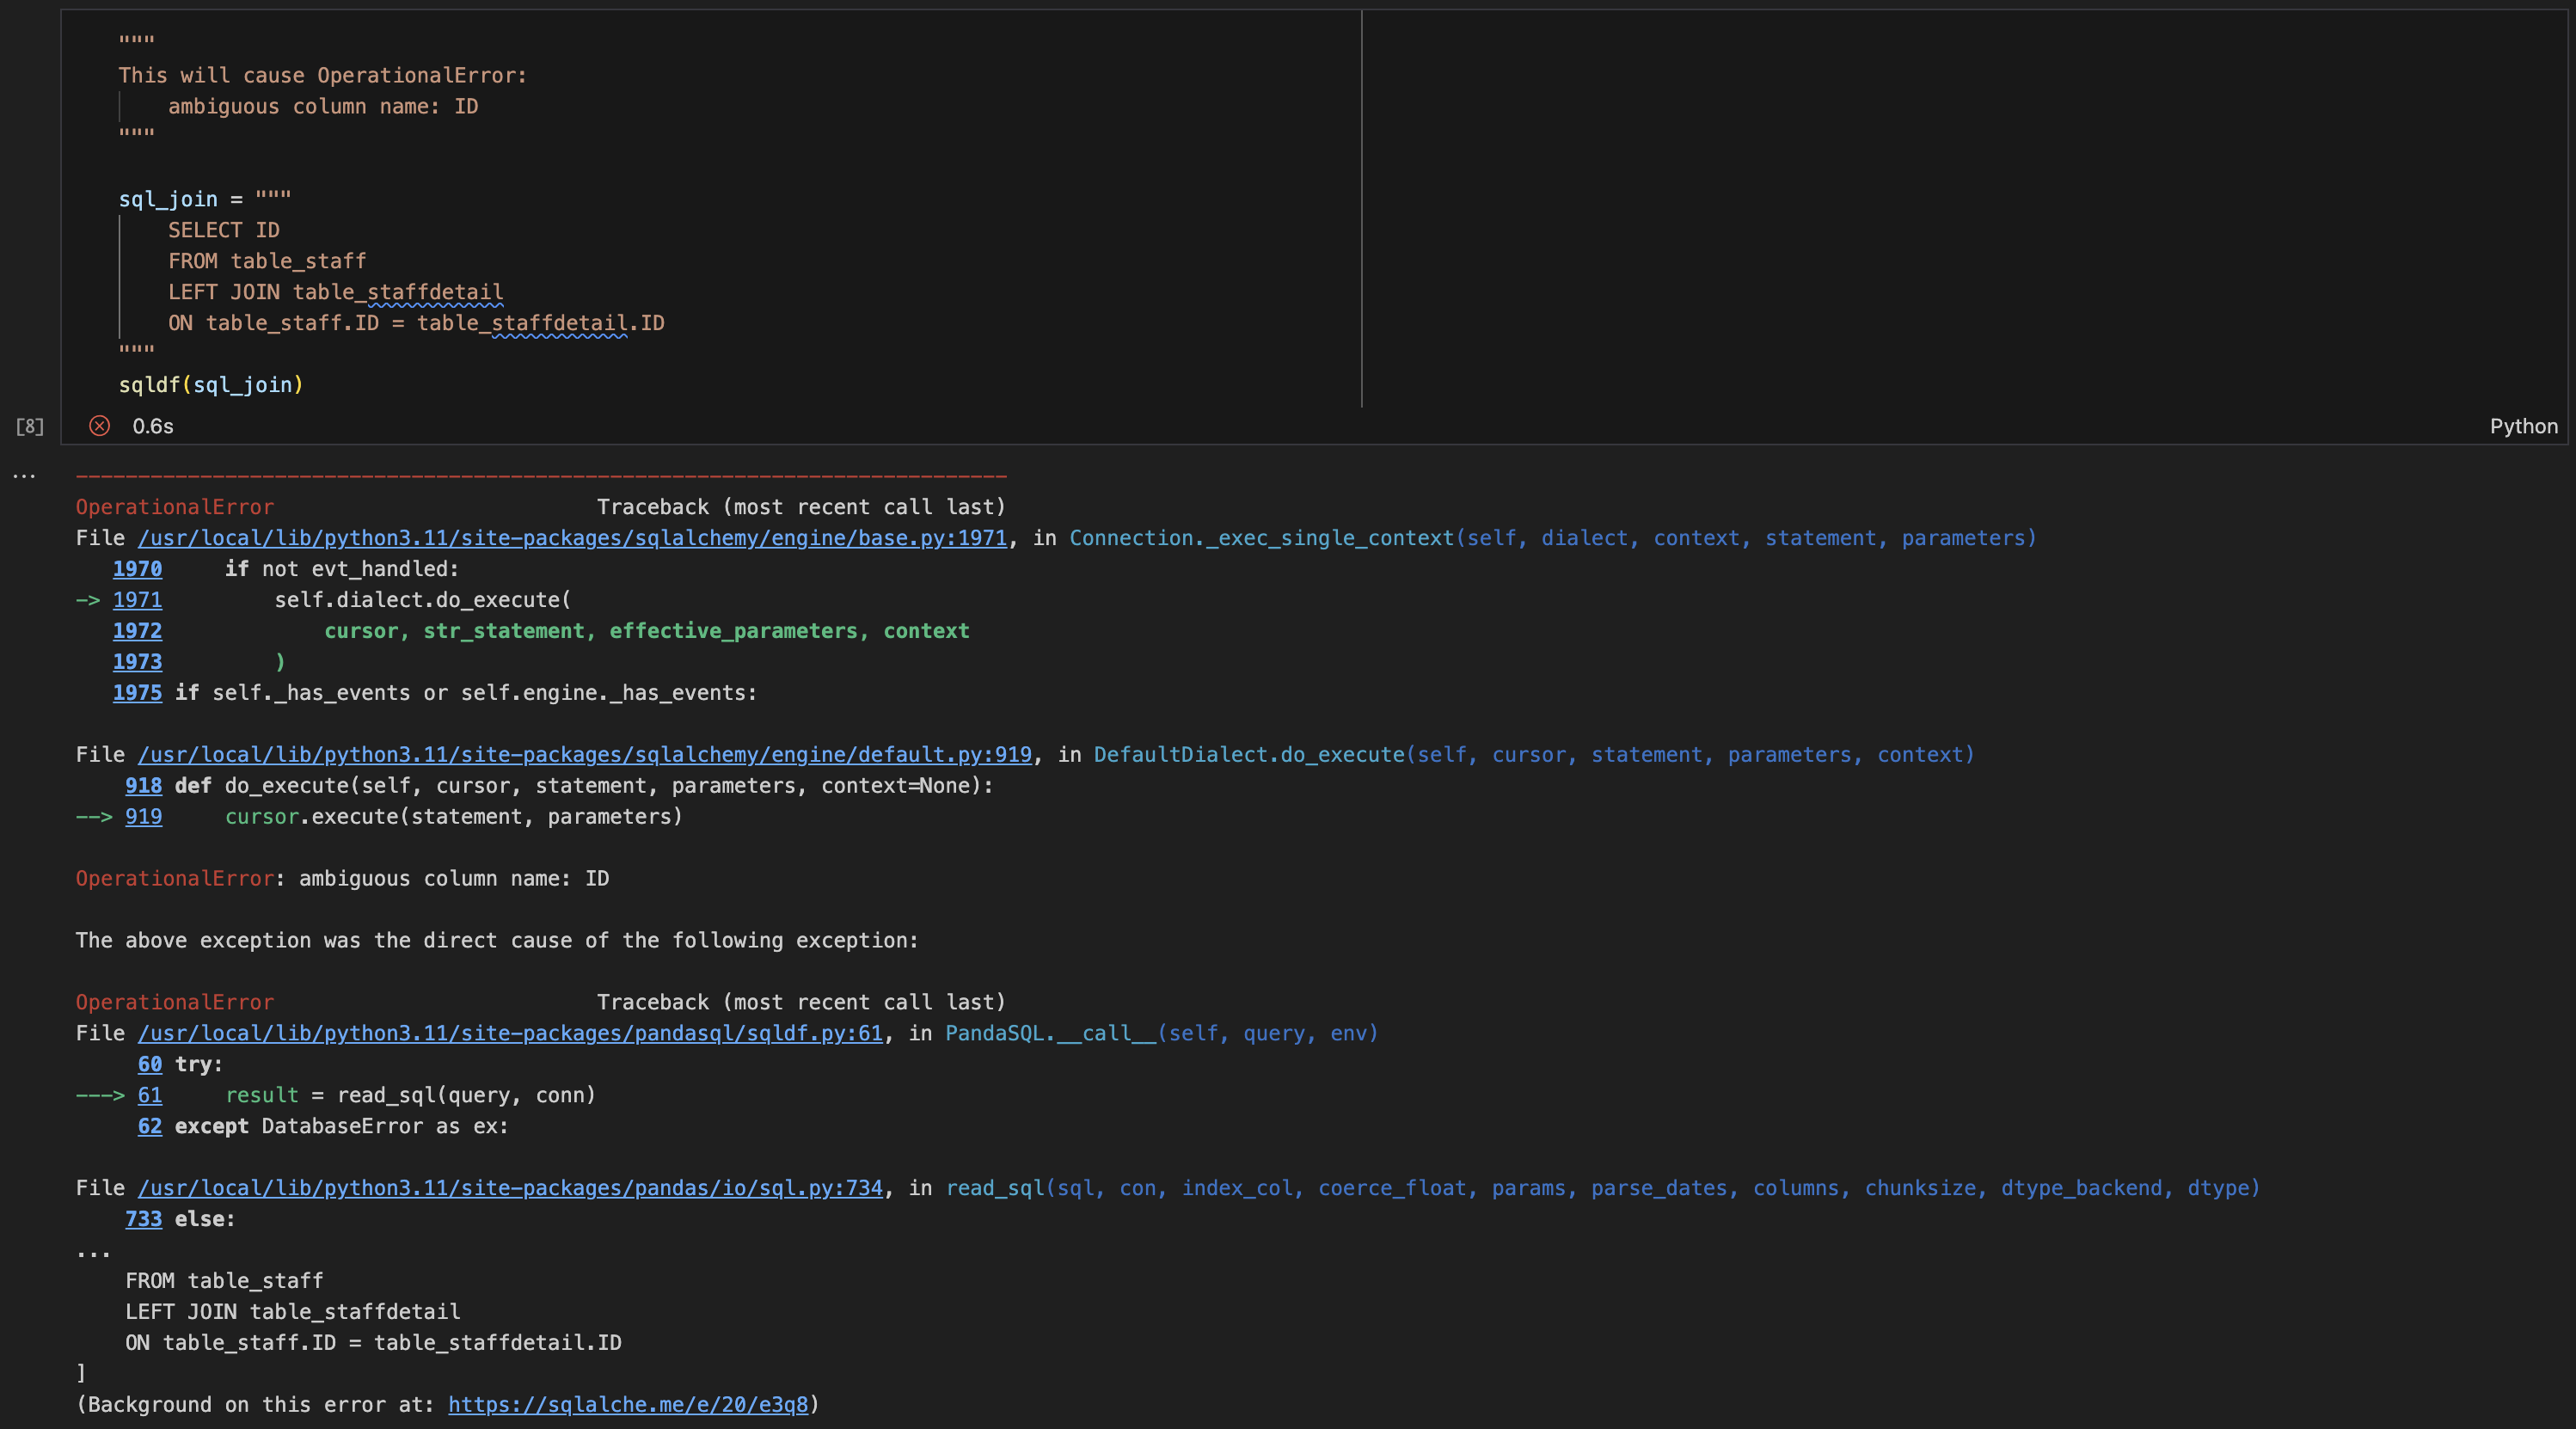 """
This will cause OperationalError:
    ambiguous column name: ID
"""
sql_join = """
    SELECT ID
    FROM table_staff
    LEFT JOIN table_staffdetail
    ON table_staff.ID = table_staffdetail.ID
"""
sqldf(sql_join)
[8] 0.6s Python
...
---------------------------------------------------------------------------
OperationalError                          Traceback (most recent call last)
File /usr/local/lib/python3.11/site-packages/sqlalchemy/engine/base.py:1971, in Connection._exec_single_context(self, dialect, context, statement, parameters)
   1970     if not evt_handled:
-> 1971         self.dialect.do_execute(
   1972             cursor, str_statement, effective_parameters, context
   1973         )
   1975 if self._has_events or self.engine._has_events:
File /usr/local/lib/python3.11/site-packages/sqlalchemy/engine/default.py:919, in DefaultDialect.do_execute(self, cursor, statement, parameters, context)
    918 def do_execute(self, cursor, statement, parameters, context=None):
--> 919     cursor.execute(statement, parameters)
OperationalError: ambiguous column name: ID
The above exception was the direct cause of the following exception:
OperationalError                          Traceback (most recent call last)
File /usr/local/lib/python3.11/site-packages/pandasql/sqldf.py:61, in PandaSQL.__call__(self, query, env)
     60 try:
---> 61     result = read_sql(query, conn)
     62 except DatabaseError as ex:
File /usr/local/lib/python3.11/site-packages/pandas/io/sql.py:734, in read_sql(sql, con, index_col, coerce_float, params, parse_dates, columns, chunksize, dtype_backend, dtype)
    733 else:
...
    FROM table_staff
    LEFT JOIN table_staffdetail
    ON table_staff.ID = table_staffdetail.ID
]
(Background on this error at: https://sqlalche.me/e/20/e3q8)